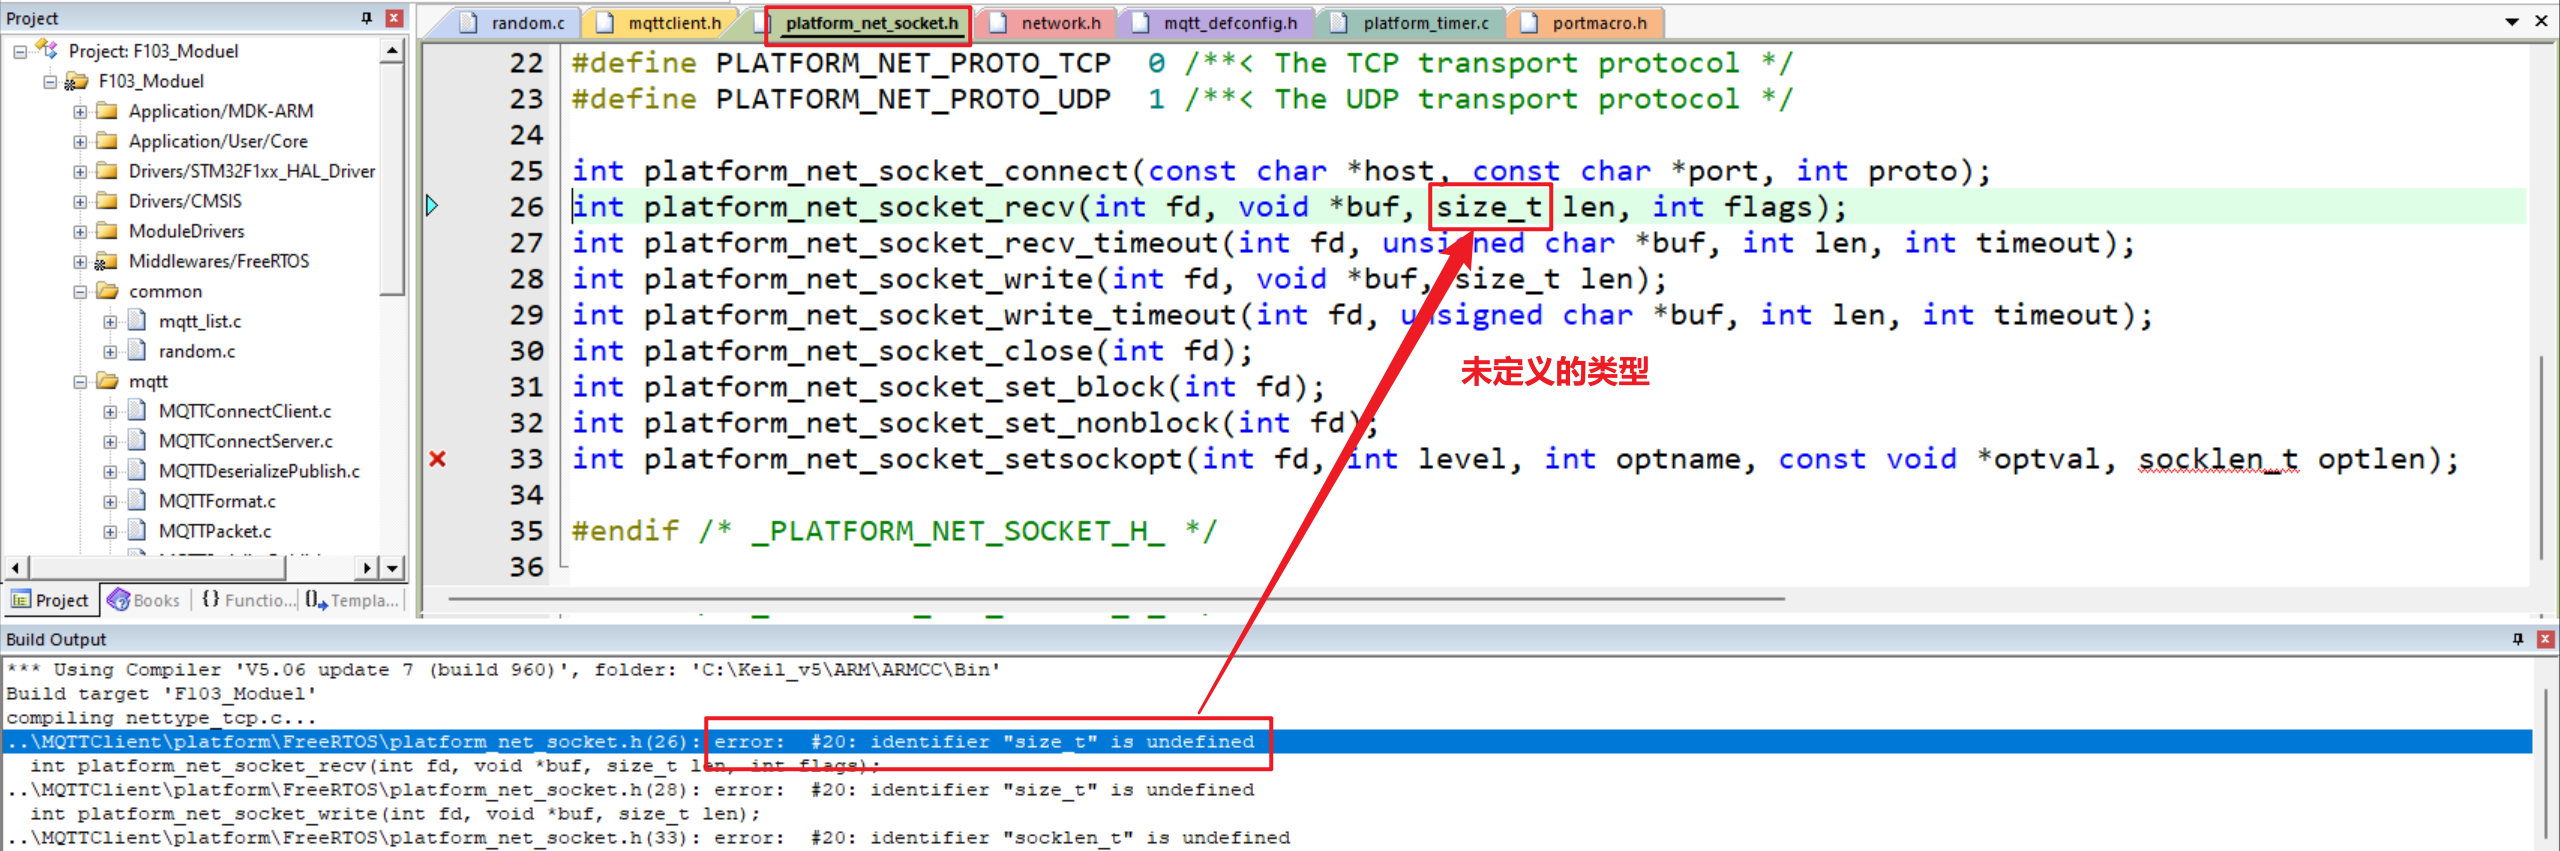 Project
random.c
mqttclient.h
platform_net_socket.h
network.h
mqtt_defconfig.h
platform_timer.c
portmacro.h
Project: F103_Moduel
F103_Moduel
Application/MDK-ARM
Application/User/Core
Drivers/STM32F1xx_HAL_Driver
Drivers/CMSIS
ModuleDrivers
Middlewares/FreeRTOS
common
mqtt_list.c
random.c
mqtt
MQTTConnectClient.c
MQTTConnectServer.c
MQTTDeserializePublish.c
MQTTFormat.c
MQTTPacket.c
Project
Books
{} Functio...
Templa...
22 #define PLATFORM_NET_PROTO_TCP  0 /**< The TCP transport protocol */
23 #define PLATFORM_NET_PROTO_UDP  1 /**< The UDP transport protocol */
24
25 int platform_net_socket_connect(const char *host, const char *port, int proto);
26 int platform_net_socket_recv(int fd, void *buf, size_t len, int flags);
27 int platform_net_socket_recv_timeout(int fd, unsigned char *buf, int len, int timeout);
28 int platform_net_socket_write(int fd, void *buf, size_t len);
29 int platform_net_socket_write_timeout(int fd, unsigned char *buf, int len, int timeout);
30 int platform_net_socket_close(int fd);
未定义的类型
31 int platform_net_socket_set_block(int fd);
32 int platform_net_socket_set_nonblock(int fd);
33 int platform_net_socket_setsockopt(int fd, int level, int optname, const void *optval, socklen_t optlen);
34
35 #endif /* _PLATFORM_NET_SOCKET_H_ */
36
Build Output
*** Using Compiler 'V5.06 update 7 (build 960)', folder: 'C:\Keil_v5\ARM\ARMCC\Bin'
Build target 'F103_Moduel'
compiling nettype_tcp.c...
..\MQTTClient\platform\FreeRTOS\platform_net_socket.h(26): error:  #20: identifier "size_t" is undefined
int platform_net_socket_recv(int fd, void *buf, size_t len, int flags);
..\MQTTClient\platform\FreeRTOS\platform_net_socket.h(28): error:  #20: identifier "size_t" is undefined
int platform_net_socket_write(int fd, void *buf, size_t len);
..\MQTTClient\platform\FreeRTOS\platform_net_socket.h(33): error:  #20: identifier "socklen_t" is undefined